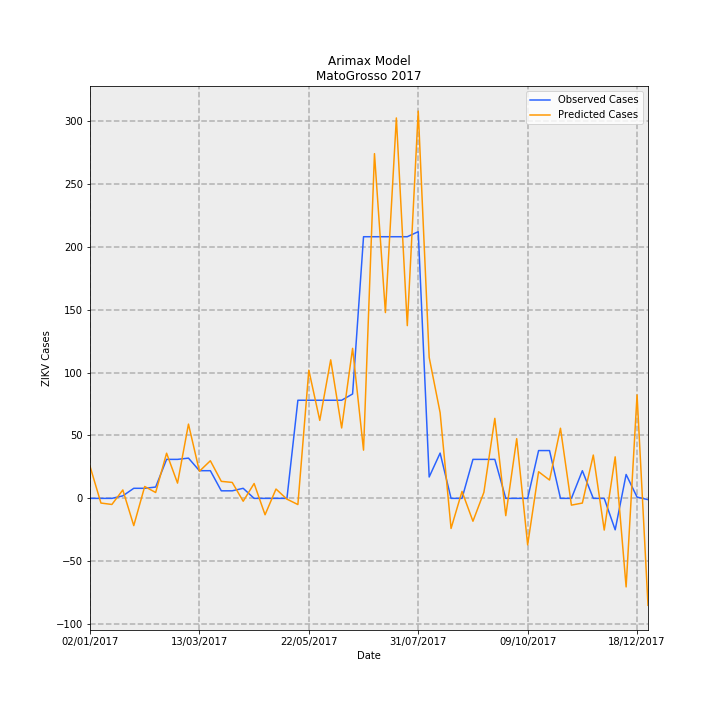 Arimax Model
MatoGrosso 2017
Observed Cases
Predicted Cases
300
250
200
150
100
50
0
−50
−100
ZIKV Cases
02/01/2017 13/03/2017 22/05/2017 31/07/2017 09/10/2017 18/12/2017
Date